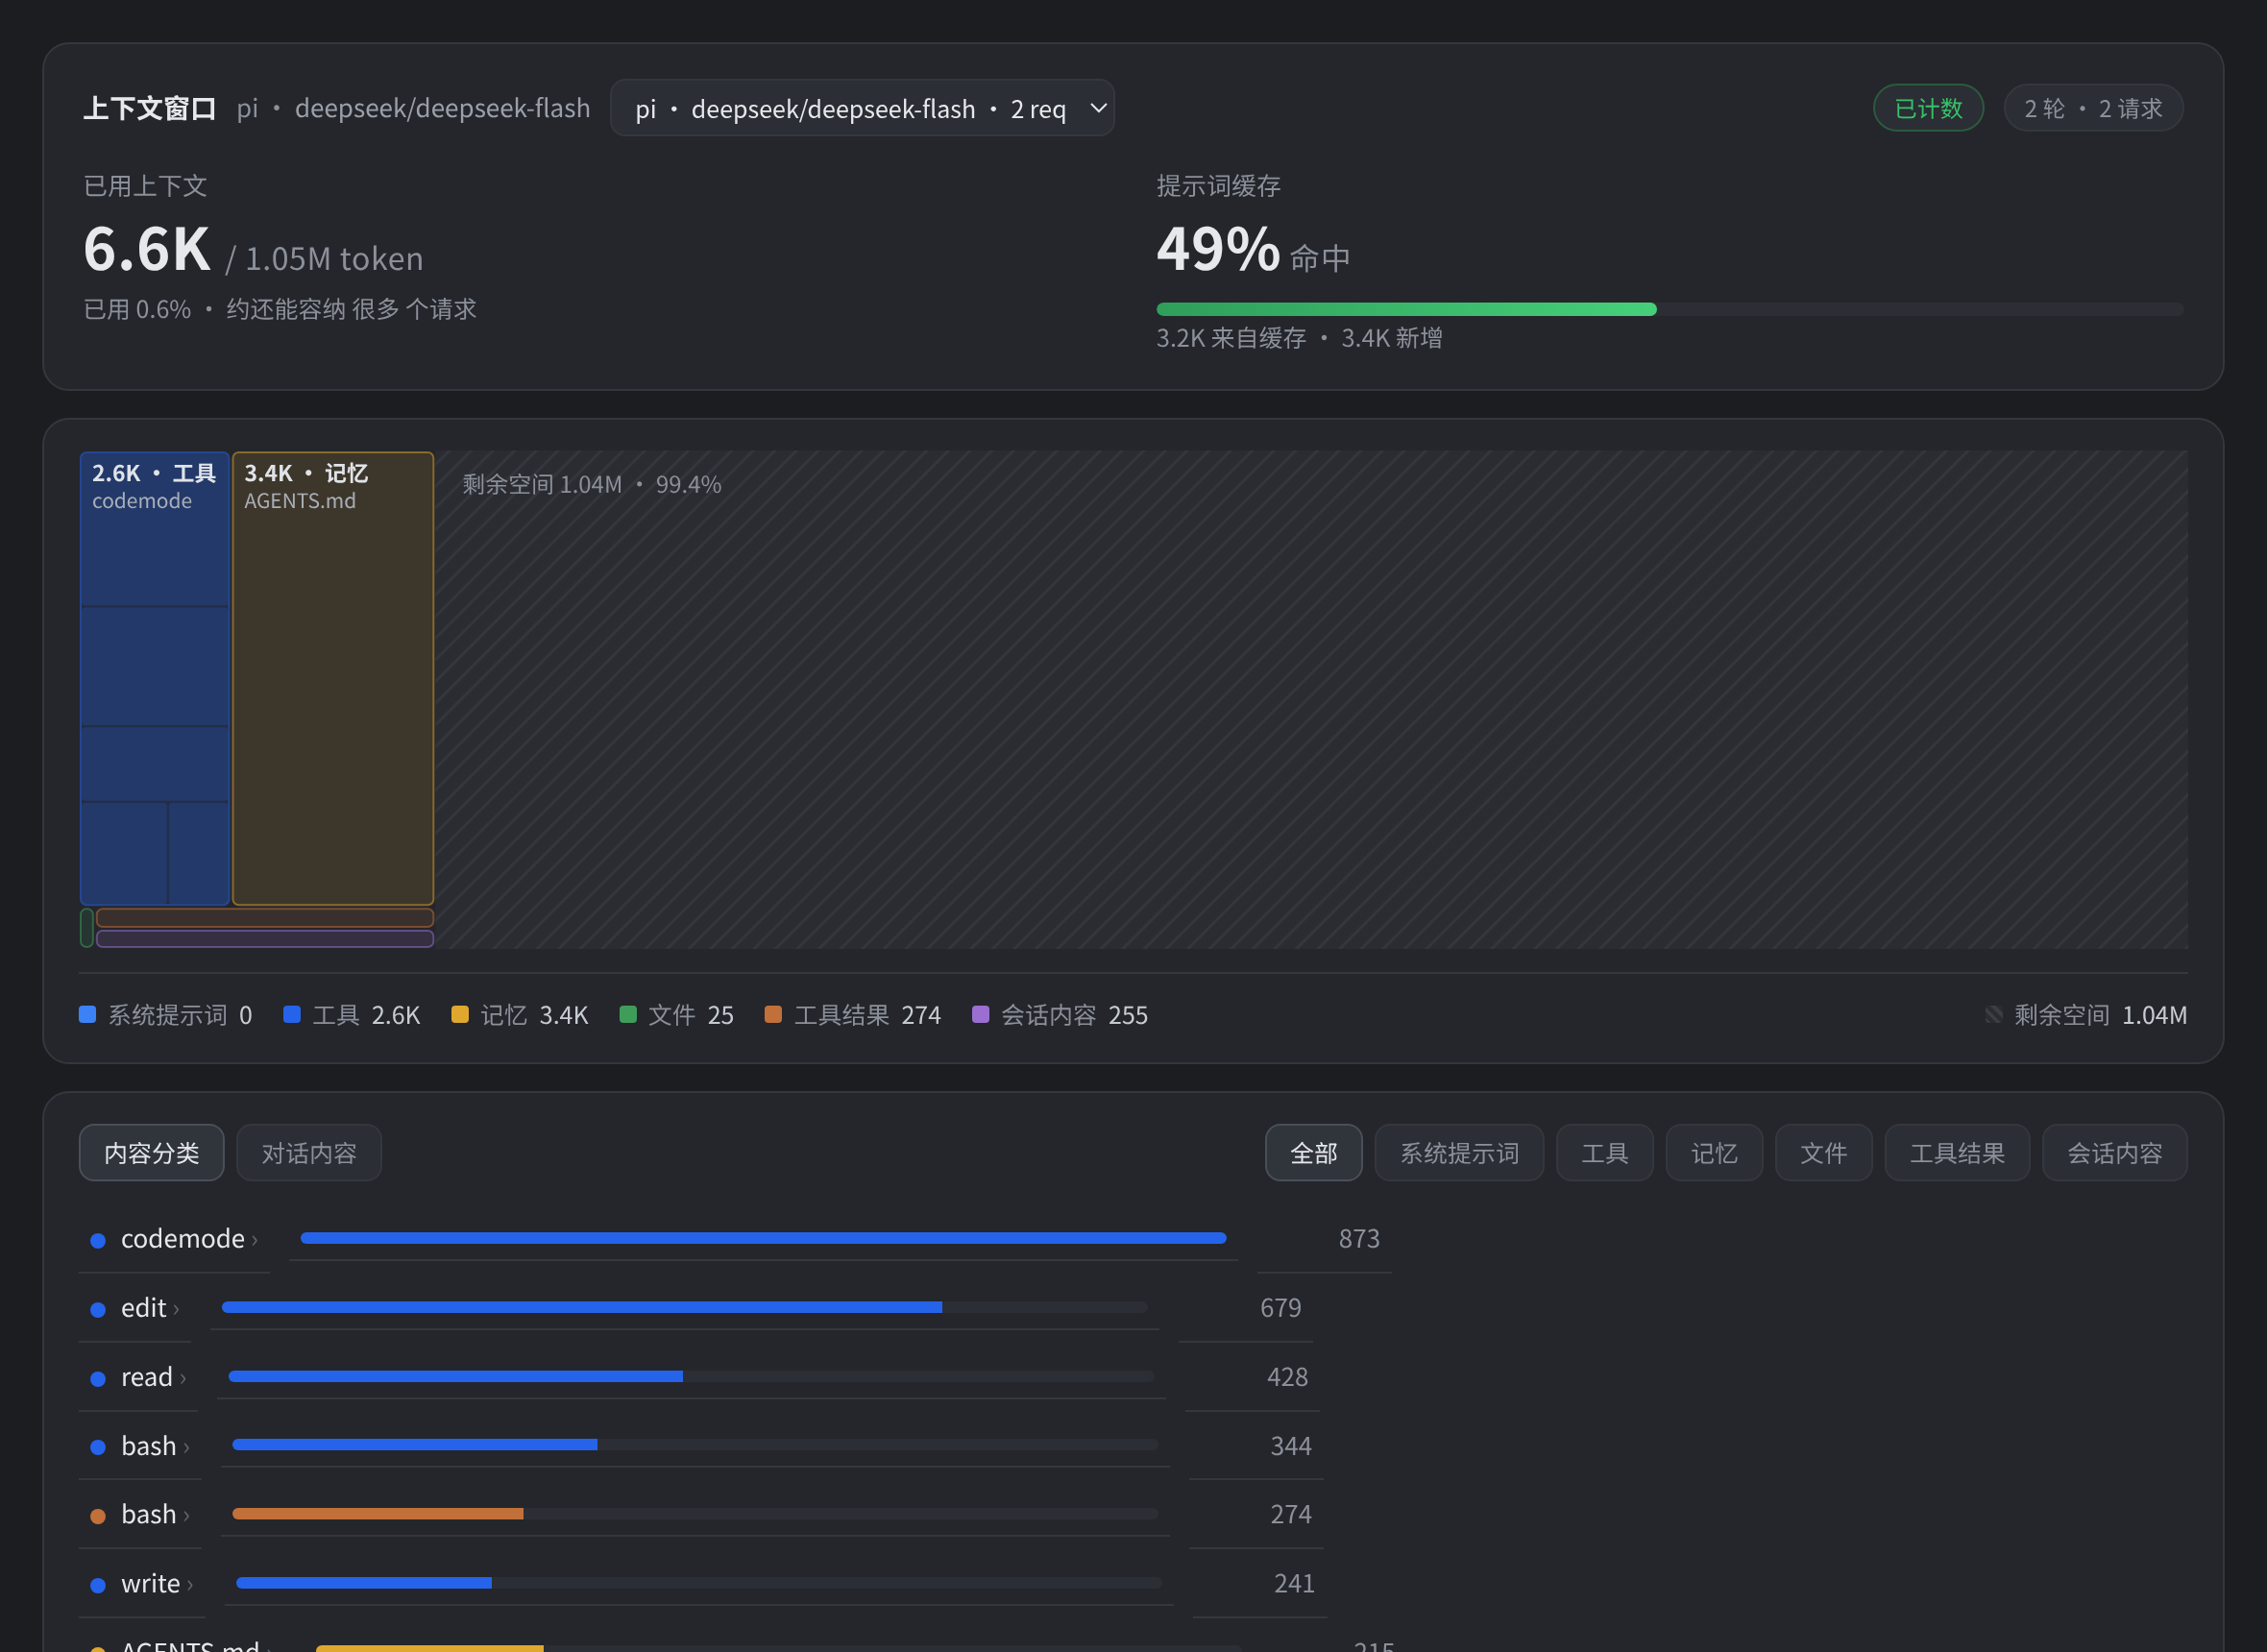 上下文窗口 pi · deepseek/deepseek-flash pi · deepseek/deepseek-flash · 2 req 已计数 2 轮 · 2 请求
已用上下文
6.6K / 1.05M token
已用 0.6% · 约还能容纳 很多 个请求
提示词缓存
49% 命中
3.2K 来自缓存 · 3.4K 新增
2.6K · 工具
codemode
3.4K · 记忆
AGENTS.md
剩余空间 1.04M · 99.4%
系统提示词 0 工具 2.6K 记忆 3.4K 文件 25 工具结果 274 会话内容 255 剩余空间 1.04M
内容分类 对话内容 全部 系统提示词 工具 记忆 文件 工具结果 会话内容
codemode › 873
edit › 679
read › 428
bash › 344
bash › 274
write › 241
AGENTS.md › 215